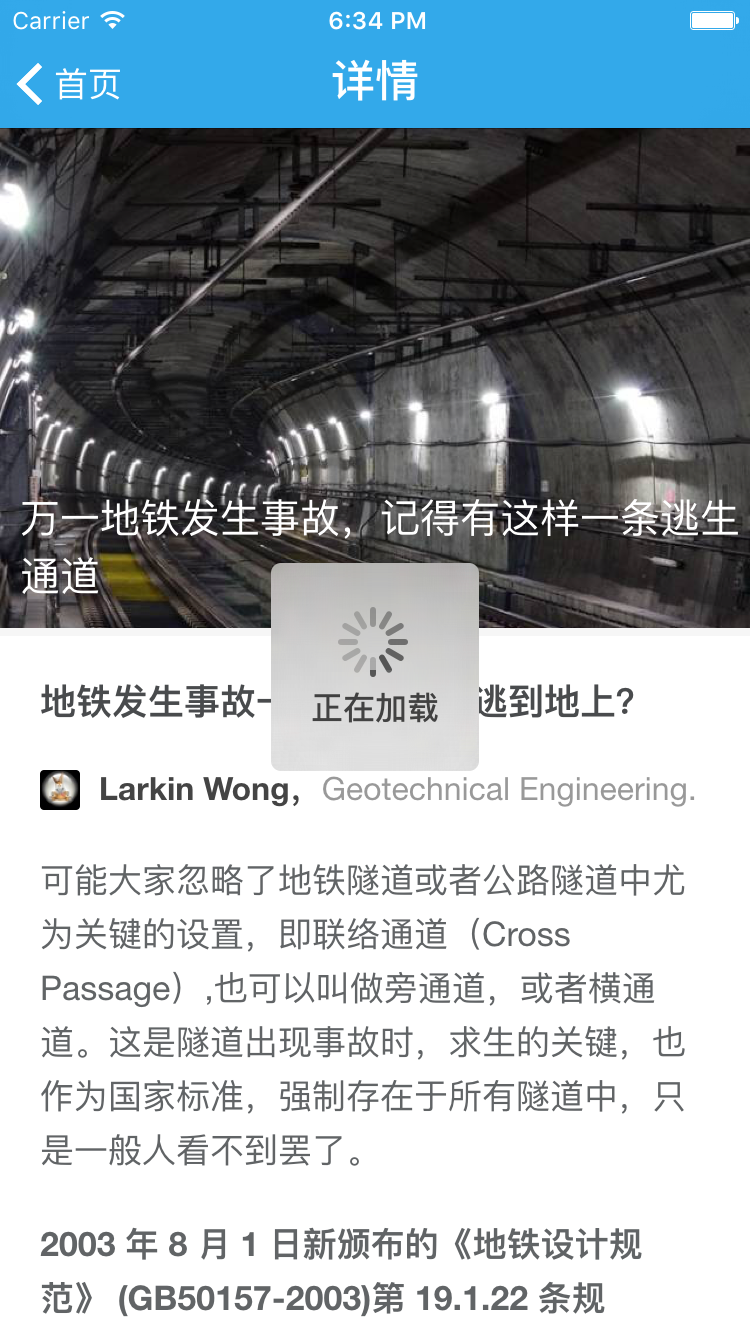 Carrier 6:34 PM
首页 详情
万一地铁发生事故，记得有这样一条逃生
通道
正在加载
地铁发生事故 逃到地上？
Larkin Wong，Geotechnical Engineering.
可能大家忽略了地铁隧道或者公路隧道中尤
为关键的设置，即联络通道（Cross
Passage）,也可以叫做旁通道，或者横通
道。这是隧道出现事故时，求生的关键，也
作为国家标准，强制存在于所有隧道中，只
是一般人看不到罢了。
2003 年 8 月 1 日新颁布的《地铁设计规
范》 (GB50157-2003)第 19.1.22 条规